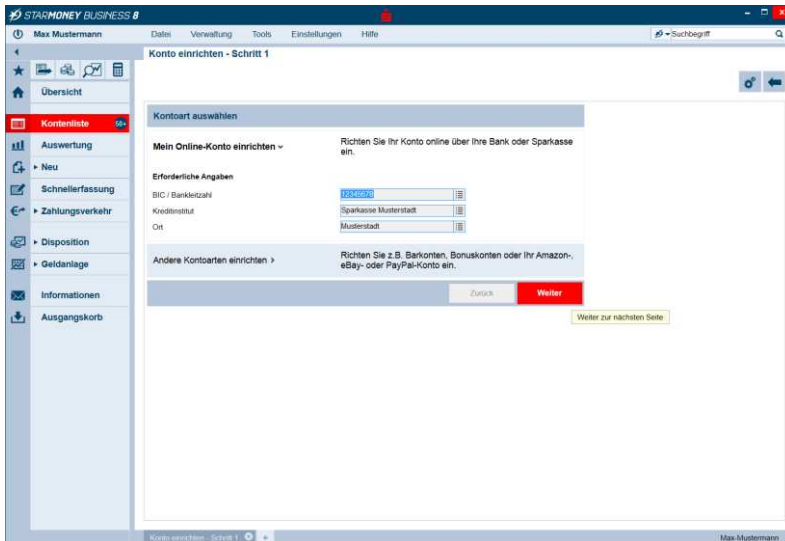 STARMONEY BUSINESS 8
Max Mustermann
Datei Verwaltung Tools Einstellungen Hilfe
Suchbegriff
Konto einrichten - Schritt 1
Übersicht
Kontenliste
Auswertung
Neu
Schnellerfassung
Zahlungsverkehr
Disposition
Geldanlage
Informationen
Ausgangskorb
Kontoart auswählen
Mein Online-Konto einrichten
Richten Sie Ihr Konto online über Ihre Bank oder Sparkasse
ein.
Erforderliche Angaben
BIC / Bankleitzahl 12345678
Kreditinstitut Sparkasse Musterstadt
Ort Musterstadt
Andere Kontoarten einrichten >
Richten Sie z.B. Barkonten, Bonuskonten oder Ihr Amazon-,
eBay- oder PayPal-Konto ein.
Zurück Weiter
Weiter zur nächsten Seite
Konto einrichten - Schritt 1
Max-Mustermann